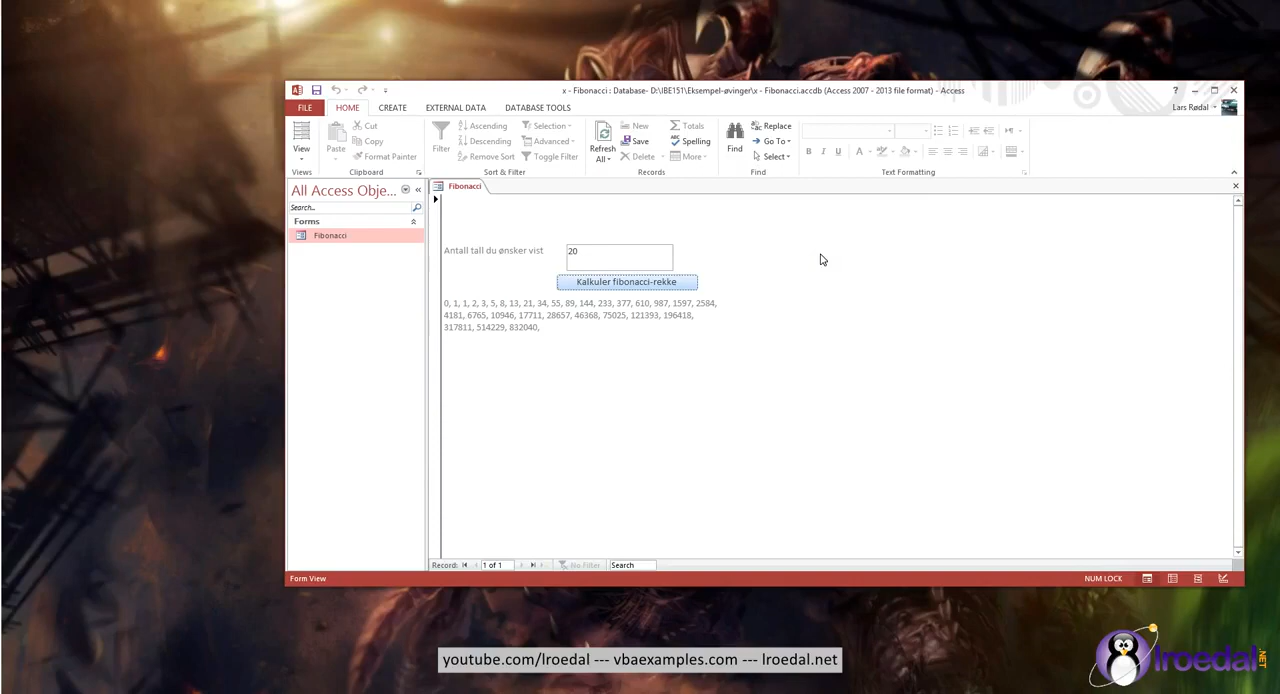 x - Fibonacci : Database- D:\IBE151\Eksempel-øvinger\x - Fibonacci.accdb (Access 2007 - 2013 file format) - Access
FILE HOME CREATE EXTERNAL DATA DATABASE TOOLS Lars Rødal
View
Views
Paste
Cut
Copy
Format Painter
Clipboard
Filter
Ascending
Descending
Remove Sort
Selection
Advanced
Toggle Filter
Sort & Filter
Refresh
All
New
Save
Delete
Totals
Spelling
More
Records
Find
Replace
Go To
Select
Find
B I U A
Text Formatting
All Access Obje...
Search...
Forms
Fibonacci
Fibonacci
Antall tall du ønsker vist 20
Kalkuler fibonacci-rekke
0, 1, 1, 2, 3, 5, 8, 13, 21, 34, 55, 89, 144, 233, 377, 610, 987, 1597, 2584,
4181, 6765, 10946, 17711, 28657, 46368, 75025, 121393, 196418,
317811, 514229, 832040,
Record: 1 of 1 No Filter Search
Form View NUM LOCK
youtube.com/lroedal --- vbaexamples.com --- lroedal.net
lroedal.NET